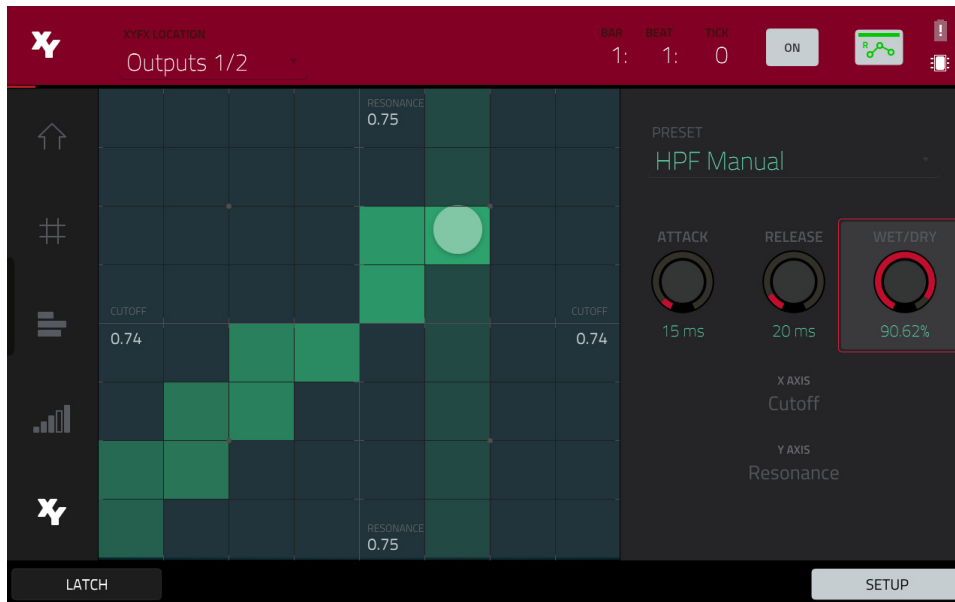 XY
XYFX LOCATION
Outputs 1/2
BAR BEAT TICK
1: 1: 0
ON
R
!
RESONANCE
0.75
PRESET
HPF Manual
ATTACK RELEASE WET/DRY
15 ms 20 ms 90.62%
CUTOFF CUTOFF
0.74 0.74
X AXIS
Cutoff
Y AXIS
Resonance
XY
RESONANCE
0.75
LATCH SETUP